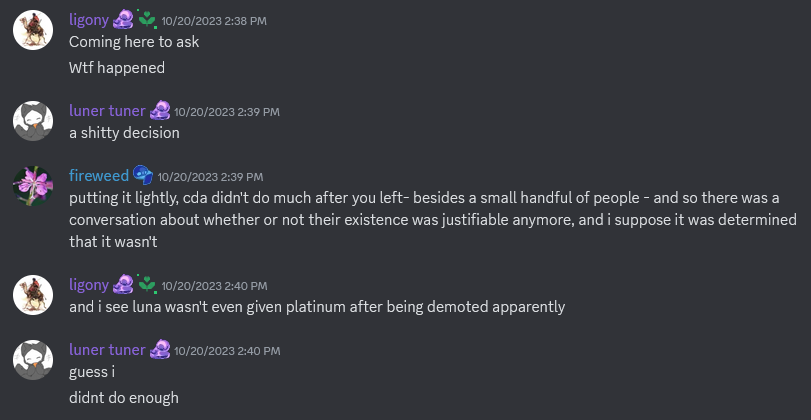 ligony 10/20/2023 2:38 PM
Coming here to ask
Wtf happened
luner tuner 10/20/2023 2:39 PM
a shitty decision
fireweed 10/20/2023 2:39 PM
putting it lightly, cda didn't do much after you left- besides a small handful of people - and so there was a
conversation about whether or not their existence was justifiable anymore, and i suppose it was determined
that it wasn't
ligony 10/20/2023 2:40 PM
and i see luna wasn't even given platinum after being demoted apparently
luner tuner 10/20/2023 2:40 PM
guess i
didnt do enough